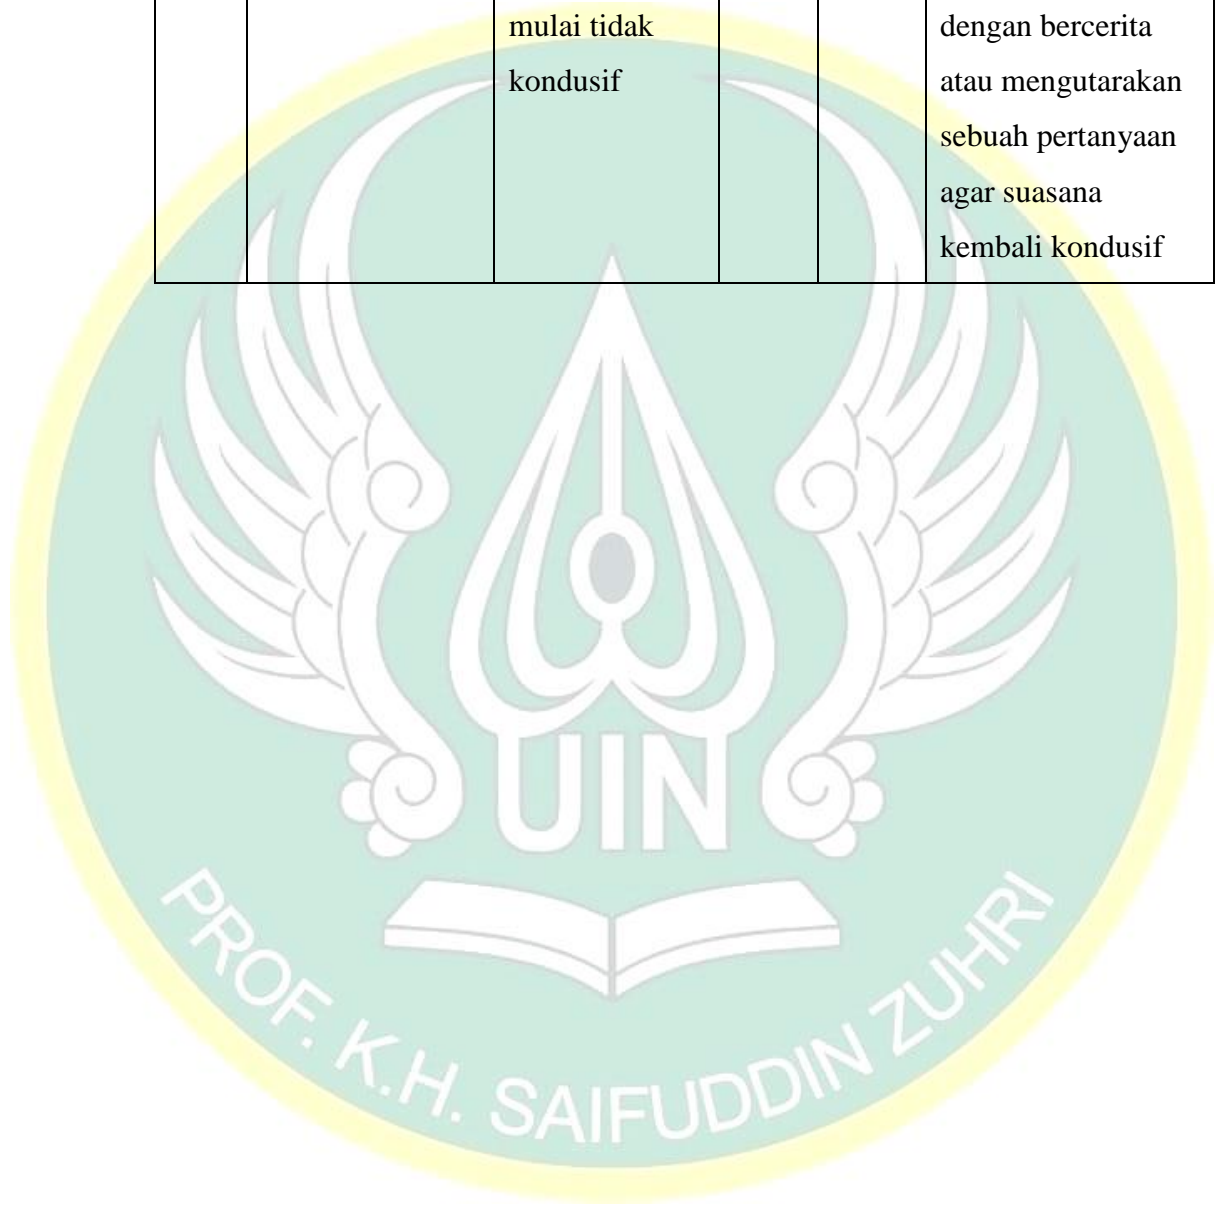 mulai tidak
kondusif
dengan bercerita
atau mengutarakan
sebuah pertanyaan
agar suasana
kembali kondusif
UIN
PROF. K.H. SAIFUDDIN ZUHRI